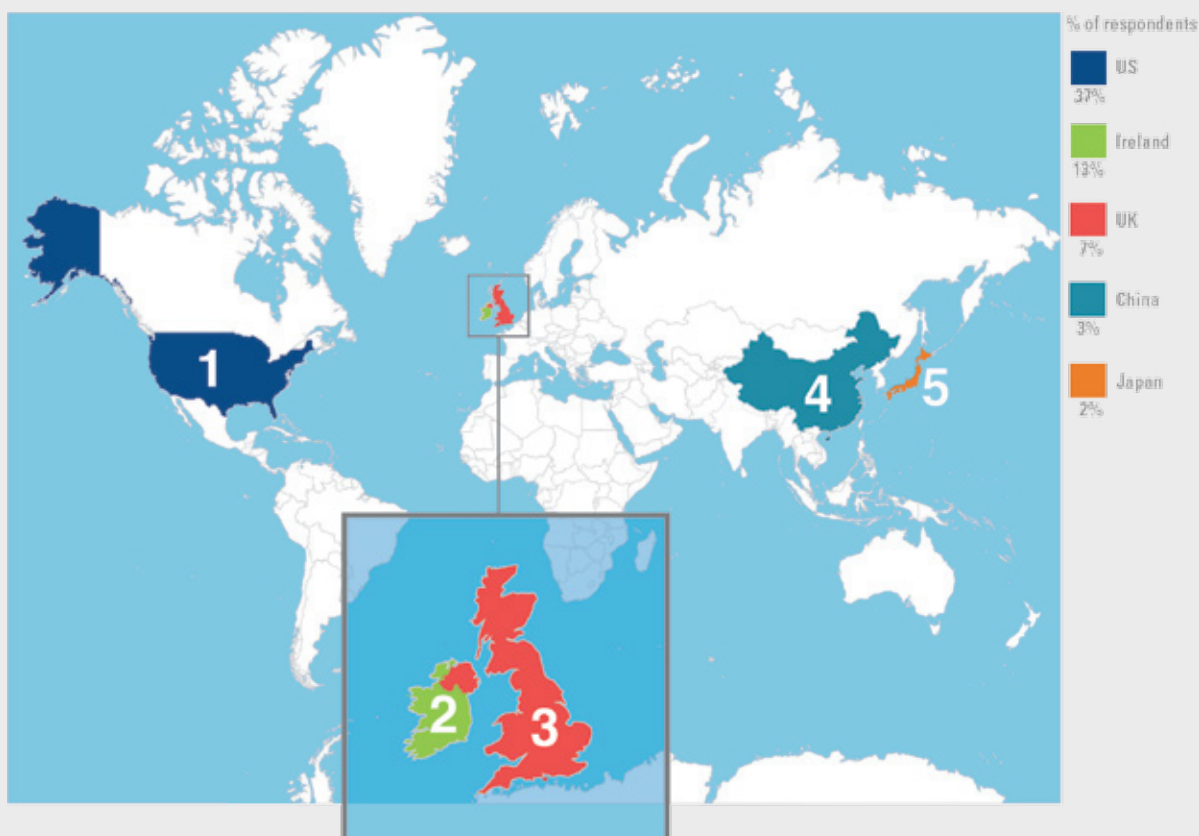 % of respondents
US
37%
Ireland
13%
UK
7%
China
3%
Japan
2%
1
4
5
2
3